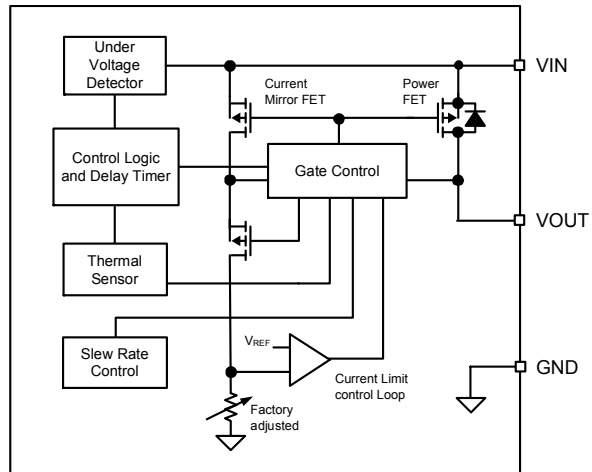 Under
Voltage
Detector
Current
Mirror FET
Power
FET
VIN
Control Logic
and Delay Timer
Gate Control
VOUT
Thermal
Sensor
Slew Rate
Control
VREF
Current Limit
control Loop
GND
Factory
adjusted